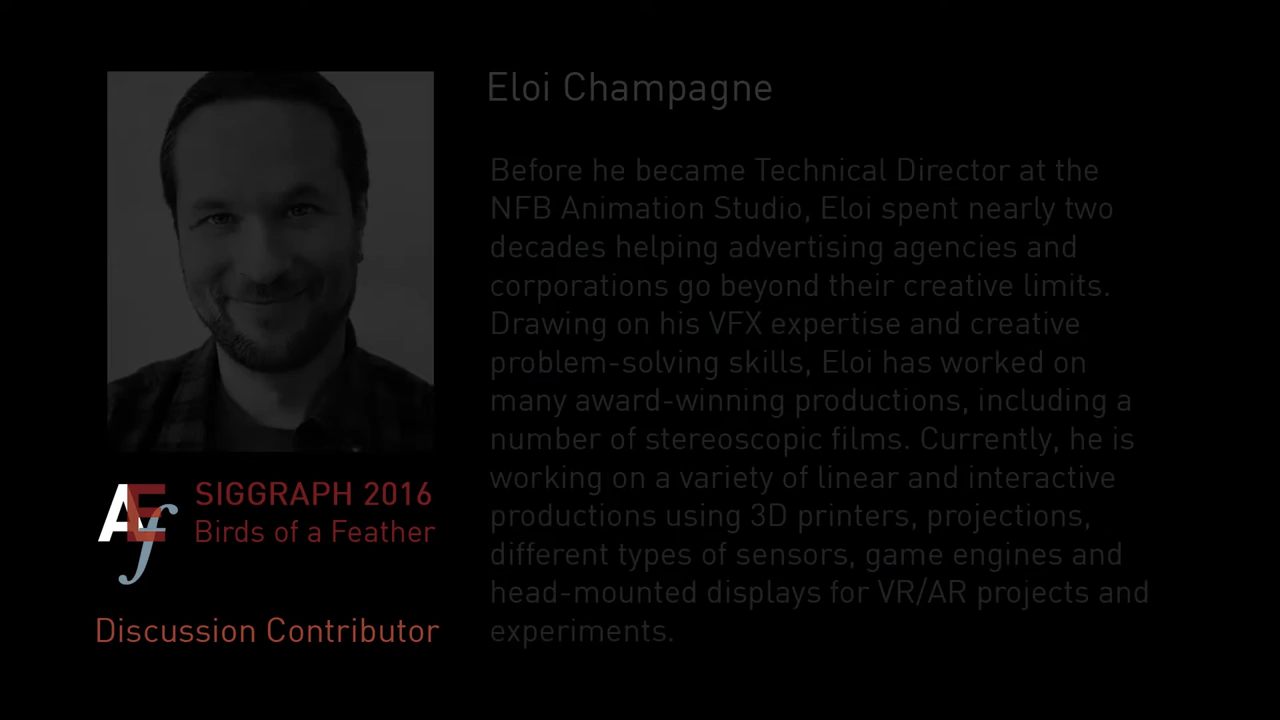 Eloi Champagne
Before he became Technical Director at the
NFB Animation Studio, Eloi spent nearly two
decades helping advertising agencies and
corporations go beyond their creative limits.
Drawing on his VFX expertise and creative
problem-solving skills, Eloi has worked on
many award-winning productions, including a
number of stereoscopic films. Currently, he is
working on a variety of linear and interactive
productions using 3D printers, projections,
different types of sensors, game engines and
head-mounted displays for VR/AR projects and
experiments.
AEf
SIGGRAPH 2016
Birds of a Feather
Discussion Contributor